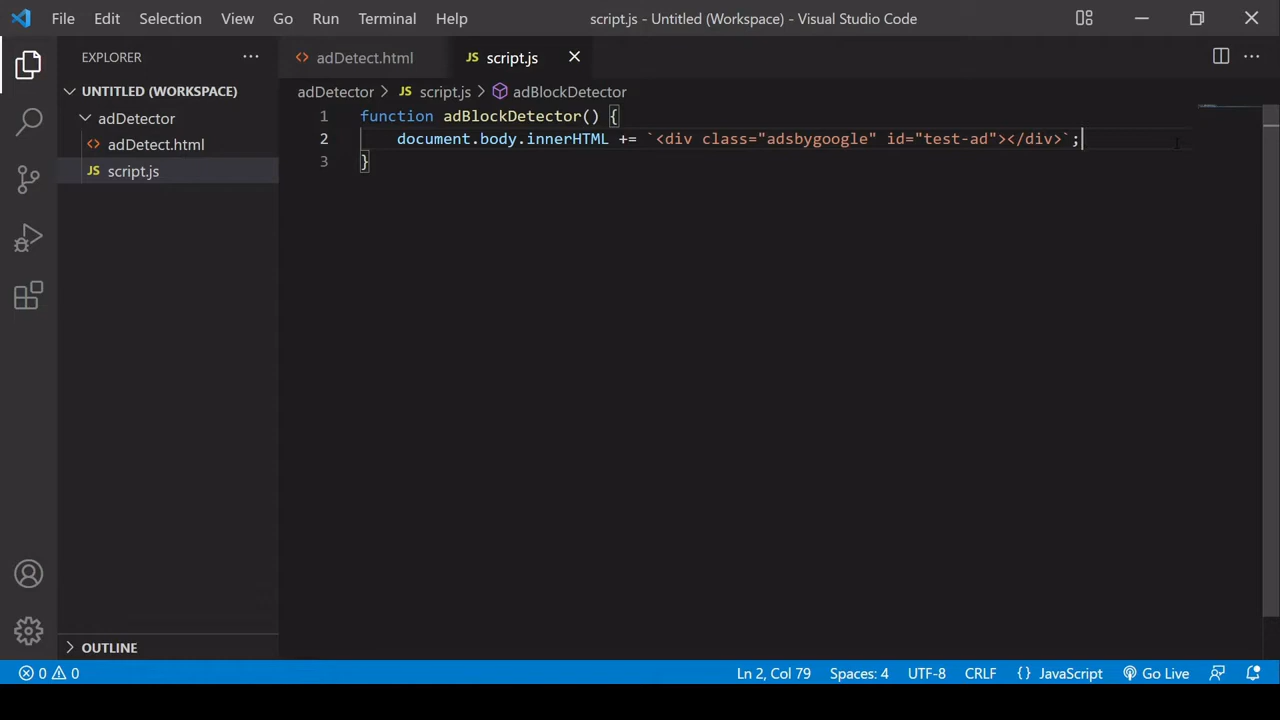 File Edit Selection View Go Run Terminal Help script.js - Untitled (Workspace) - Visual Studio Code
EXPLORER
UNTITLED (WORKSPACE)
adDetector
adDetect.html
JS script.js
OUTLINE
adDetect.html JS script.js
adDetector > JS script.js > adBlockDetector
1 function adBlockDetector() {
2 document.body.innerHTML += `<div class="adsbygoogle" id="test-ad"></div>`;
3 }
0 0 Ln 2, Col 79 Spaces: 4 UTF-8 CRLF {} JavaScript Go Live